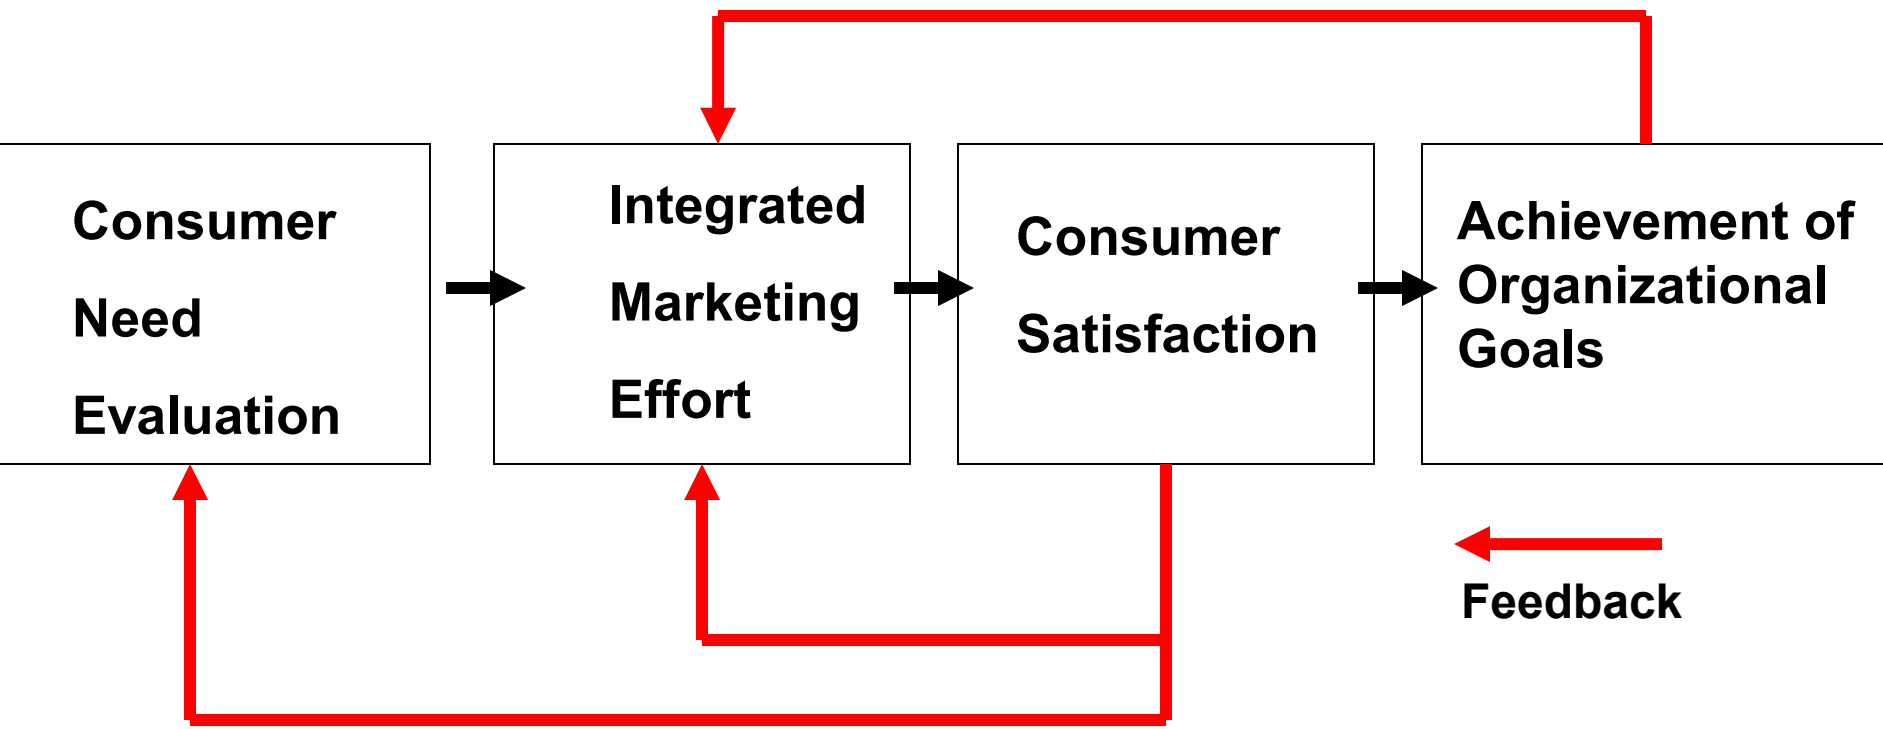 Consumer
Need
Evaluation
Integrated
Marketing
Effort
Consumer
Satisfaction
Achievement of
Organizational
Goals
Feedback